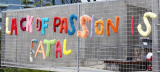 LACK OF PASSION IS
FATAL